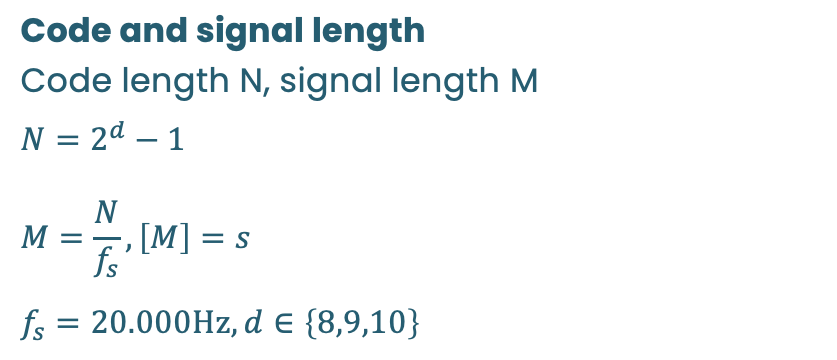 Code and signal length
Code length N, signal length M
N = 2^d − 1
M = N/f_s, [M] = s
f_s = 20.000Hz, d ∈ {8,9,10}